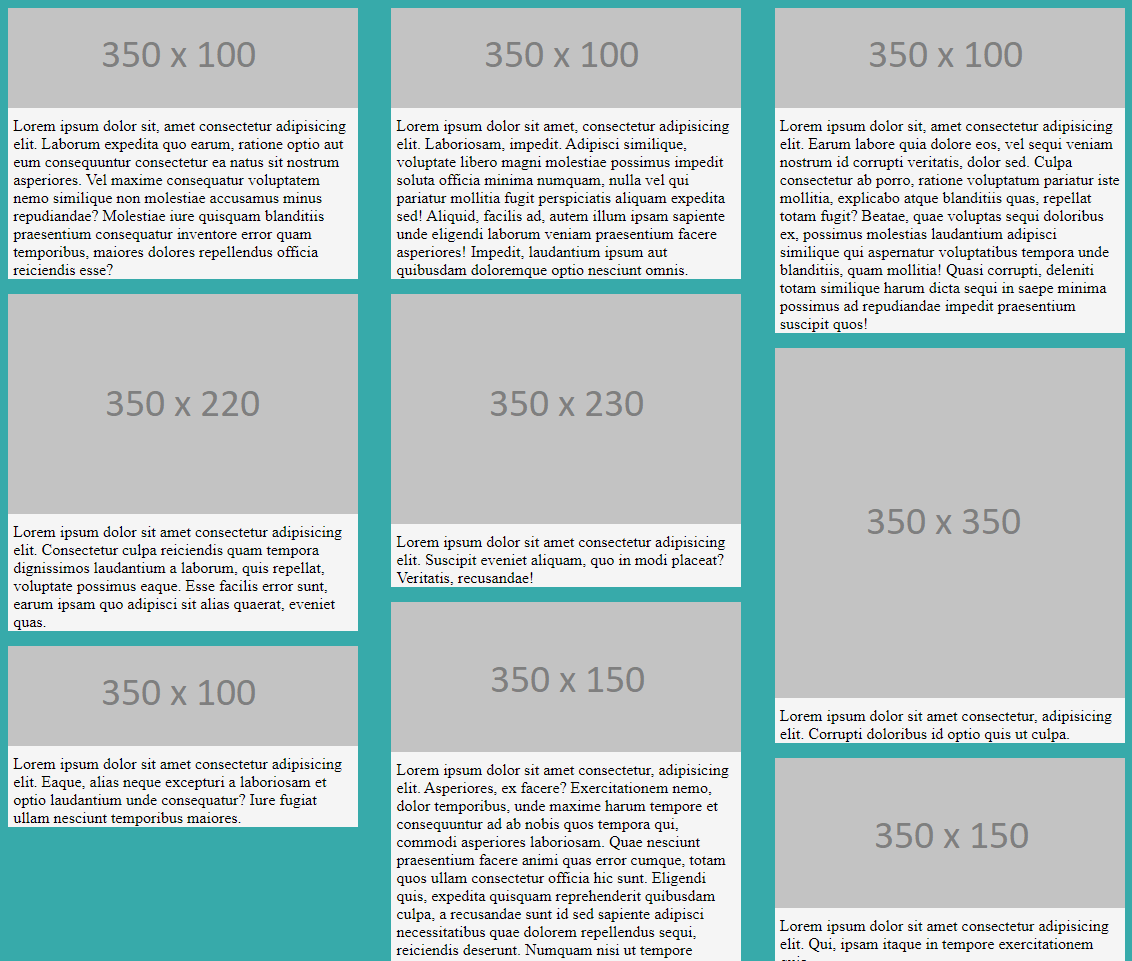 350 x 100
Lorem ipsum dolor sit, amet consectetur adipisicing
elit. Laborum expedita quo earum, ratione optio aut
eum consequuntur consectetur ea natus sit nostrum
asperiores. Vel maxime consequatur voluptatem
nemo similique non molestiae accusamus minus
repudiandae? Molestiae iure quisquam blanditiis
praesentium consequatur inventore error quam
temporibus, maiores dolores repellendus officia
reiciendis esse?
350 x 220
Lorem ipsum dolor sit amet consectetur adipisicing
elit. Consectetur culpa reiciendis quam tempora
dignissimos laudantium a laborum, quis repellat,
voluptate possimus eaque. Esse facilis error sunt,
earum ipsam quo adipisci sit alias quaerat, eveniet
quas.
350 x 100
Lorem ipsum dolor sit amet consectetur adipisicing
elit. Eaque, alias neque excepturi a laboriosam et
optio laudantium unde consequatur? Iure fugiat
ullam nesciunt temporibus maiores.
350 x 100
Lorem ipsum dolor sit amet, consectetur adipisicing
elit. Laboriosam, impedit. Adipisci similique,
voluptate libero magni molestiae possimus impedit
soluta officia minima numquam, nulla vel qui
pariatur mollitia fugit perspiciatis aliquam expedita
sed! Aliquid, facilis ad, autem illum ipsam sapiente
unde eligendi laborum veniam praesentium facere
asperiores! Impedit, laudantium ipsum aut
quibusdam doloremque optio nesciunt omnis.
350 x 230
Lorem ipsum dolor sit amet consectetur adipisicing
elit. Suscipit eveniet aliquam, quo in modi placeat?
Veritatis, recusandae!
350 x 150
Lorem ipsum dolor sit amet consectetur, adipisicing
elit. Asperiores, ex facere? Exercitationem nemo,
dolor temporibus, unde maxime harum tempore et
consequuntur ad ab nobis quos tempora qui,
commodi asperiores laboriosam. Quae nesciunt
praesentium facere animi quas error cumque, totam
quos ullam consectetur officia hic sunt. Eligendi
quis, expedita quisquam reprehenderit quibusdam
culpa, a recusandae sunt id sed sapiente adipisci
necessitatibus quae dolorem repellendus sequi,
reiciendis deserunt. Numquam nisi ut tempore
350 x 100
Lorem ipsum dolor sit, amet consectetur adipisicing
elit. Earum labore quia dolore eos, vel sequi veniam
nostrum id corrupti veritatis, dolor sed. Culpa
consectetur ab porro, ratione voluptatum pariatur iste
mollitia, explicabo atque blanditiis quas, repellat
totam fugit? Beatae, quae voluptas sequi doloribus
ex, possimus molestias laudantium adipisci
similique qui aspernatur voluptatibus tempora unde
blanditiis, quam mollitia! Quasi corrupti, deleniti
totam similique harum dicta sequi in saepe minima
possimus ad repudiandae impedit praesentium
suscipit quos!
350 x 350
Lorem ipsum dolor sit amet consectetur, adipisicing
elit. Corrupti doloribus id optio quis ut culpa.
350 x 150
Lorem ipsum dolor sit amet consectetur adipisicing
elit. Qui, ipsam itaque in tempore exercitationem